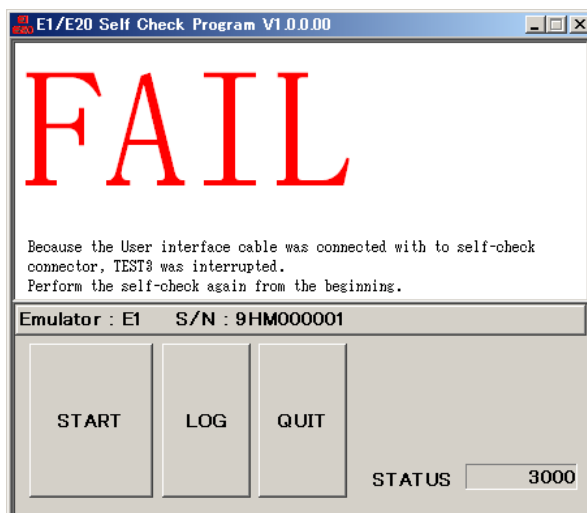 E1/E20 Self Check Program V1.0.0.00
FAIL
Because the User interface cable was connected with to self-check
connector, TEST3 was interrupted.
Perform the self-check again from the beginning.
Emulator : E1 S/N : 9HM000001
START LOG QUIT
STATUS 3000